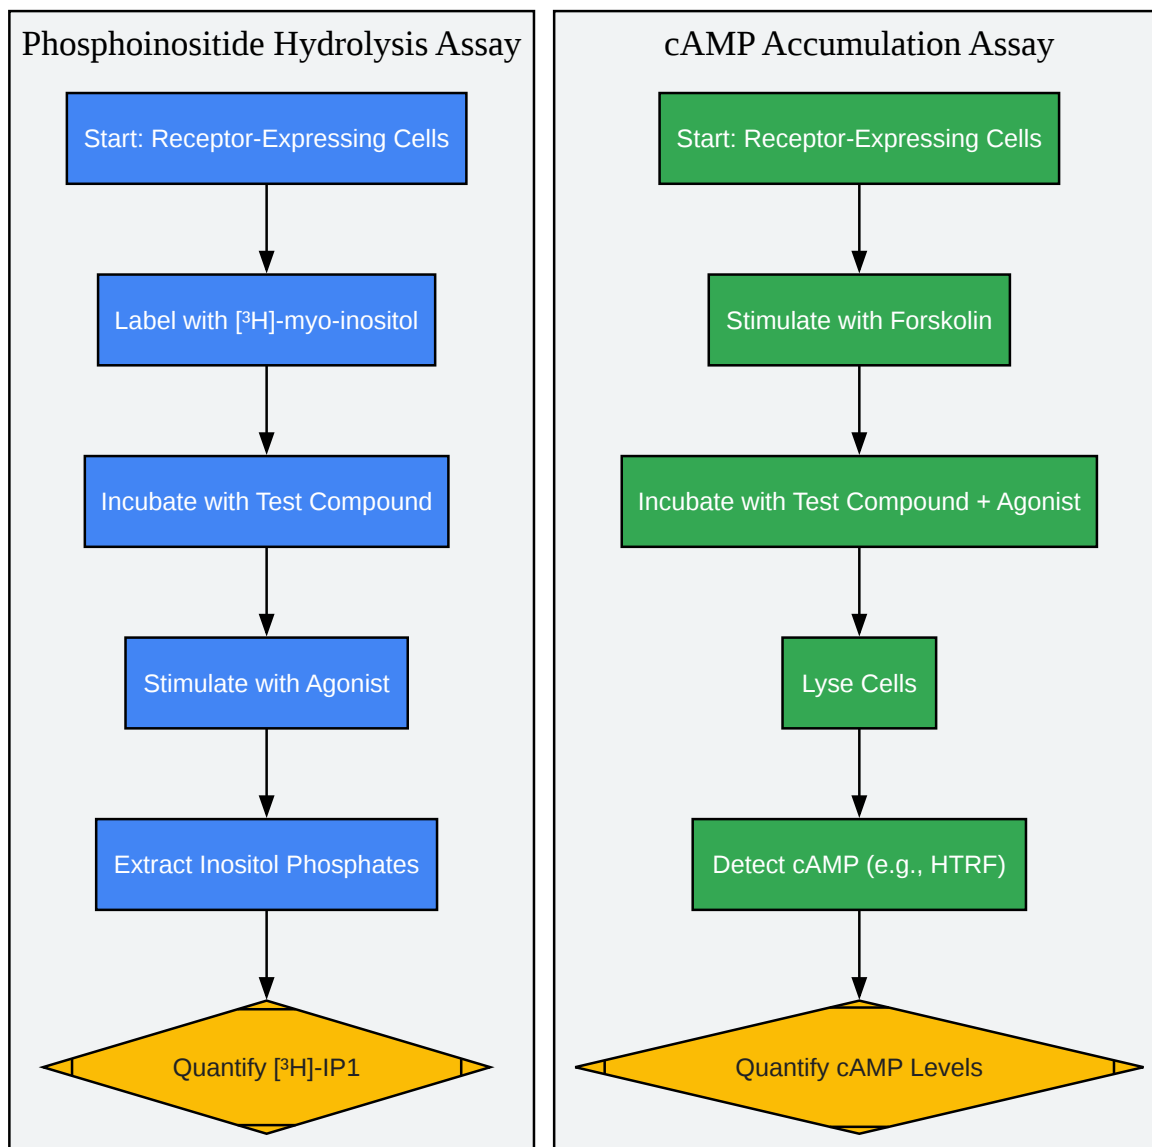 Phosphoinositide Hydrolysis Assay
Start: Receptor-Expressing Cells
Label with [³H]-myo-inositol
Incubate with Test Compound
Stimulate with Agonist
Extract Inositol Phosphates
Quantify [³H]-IP1
cAMP Accumulation Assay
Start: Receptor-Expressing Cells
Stimulate with Forskolin
Incubate with Test Compound + Agonist
Lyse Cells
Detect cAMP (e.g., HTRF)
Quantify cAMP Levels